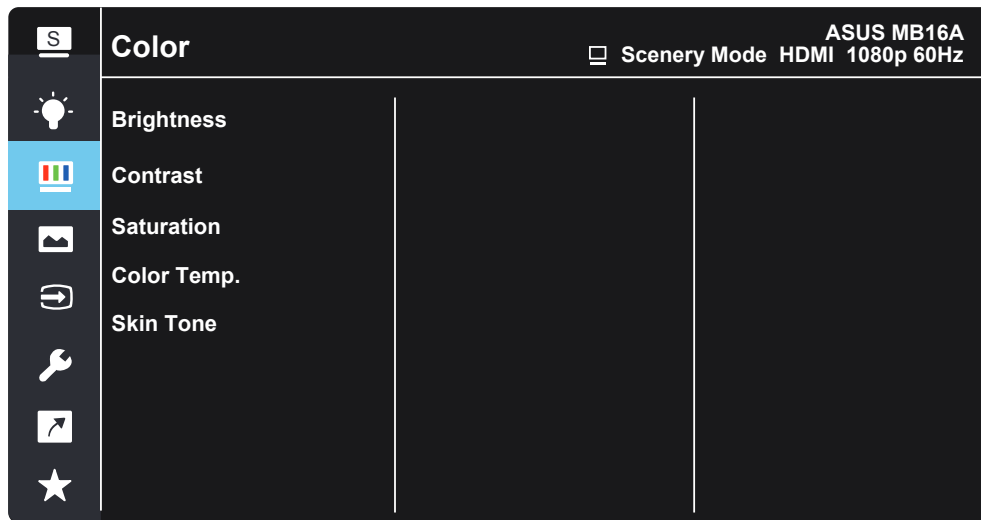 S
Color
ASUS MB16A
Scenery Mode HDMI 1080p 60Hz
Brightness
Contrast
Saturation
Color Temp.
Skin Tone